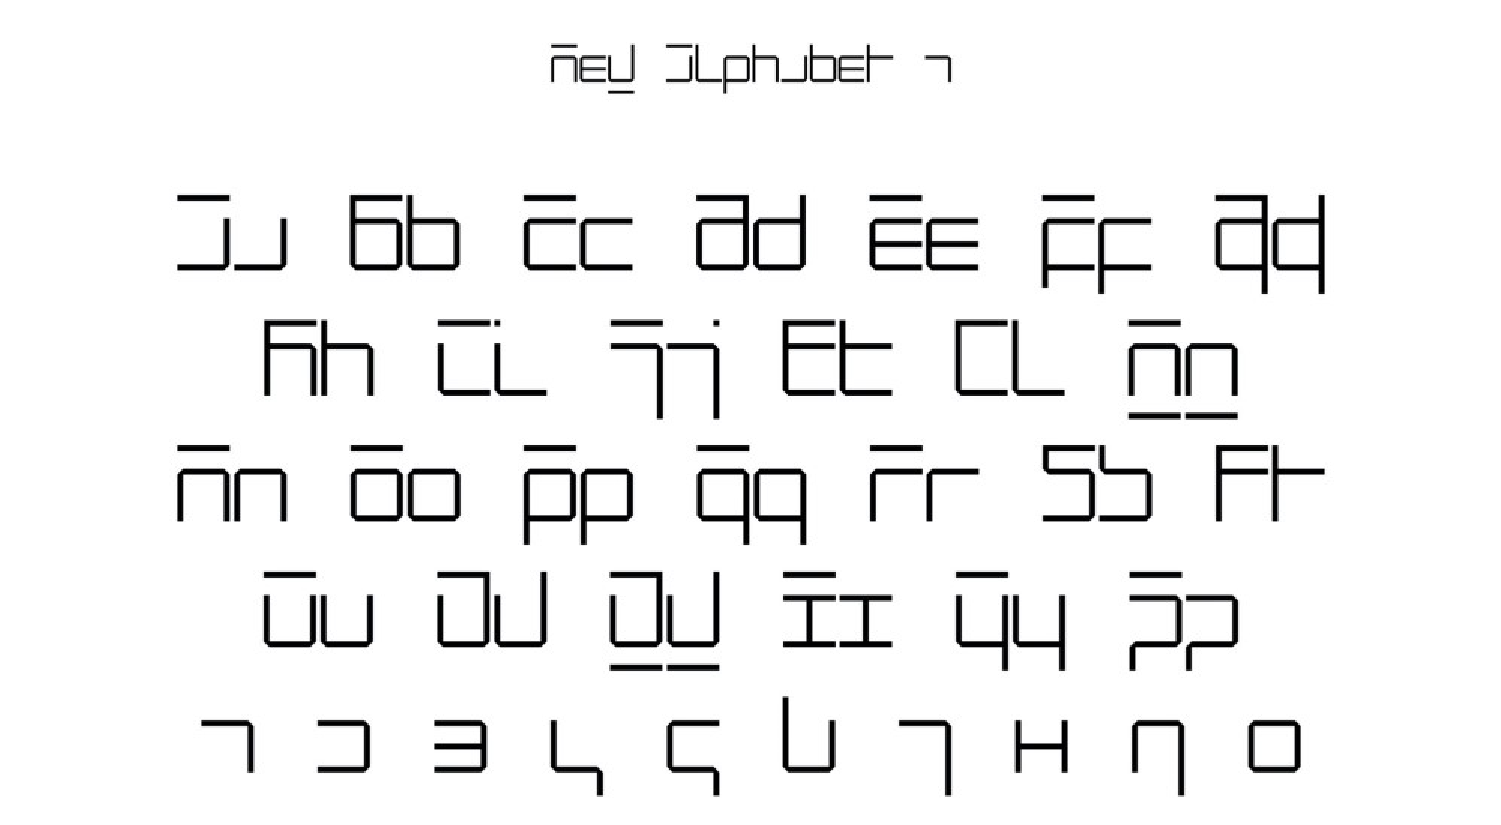 New Alphabet 1
Aa Bb Cc Dd Ee Ff Gg
Hh Ii Jj Kk Ll Mm
Nn Oo Pp Qq Rr Ss Tt
Uu Vv Ww Xx Yy Zz
1 2 3 4 5 6 7 8 9 0